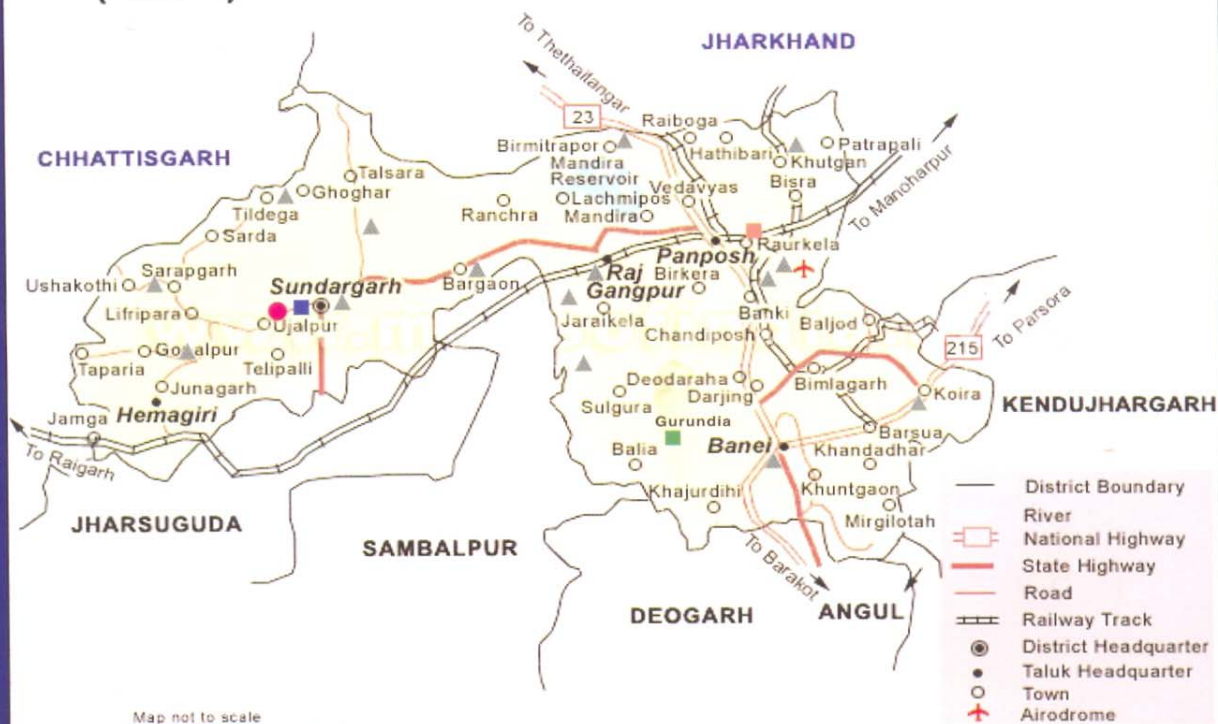 JHARKHAND
To Thethailangar
23
Raiboga
Birmitrapor
Hathibari
Patrapali
Khutgan
CHHATTISGARH
Mandira
Reservoir
Talsara
Ghoghar
Vedavyas
Bisra
Tildega
Ranchra
Lachmipos
Mandira
To Manoharpur
Sarda
Raurkela
Panposh
Sarapgarh
Ushakothi
Sundargarh
Bargaon
Raj
Gangpur
Birkera
Lifripara
Ujalpur
Jaraikela
Banki
Baljod
Chandiposh
To Parsora
215
Taparia
Telipalli
Junagarh
Deodaraha
Darjing
Bimlagarh
Koira
Sulgura
KENDUJHARGARH
Jamga
Hemagiri
Gurundia
Banei
Barsua
To Raigarh
Balia
Khandadhar
Khajurdihi
Khuntgaon
Mirgilotah
JHARSUGUDA
SAMBALPUR
To Barakot
DEOGARH
ANGUL
District Boundary
River
National Highway
State Highway
Road
Railway Track
District Headquarter
Taluk Headquarter
Town
Airodrome
Map not to scale